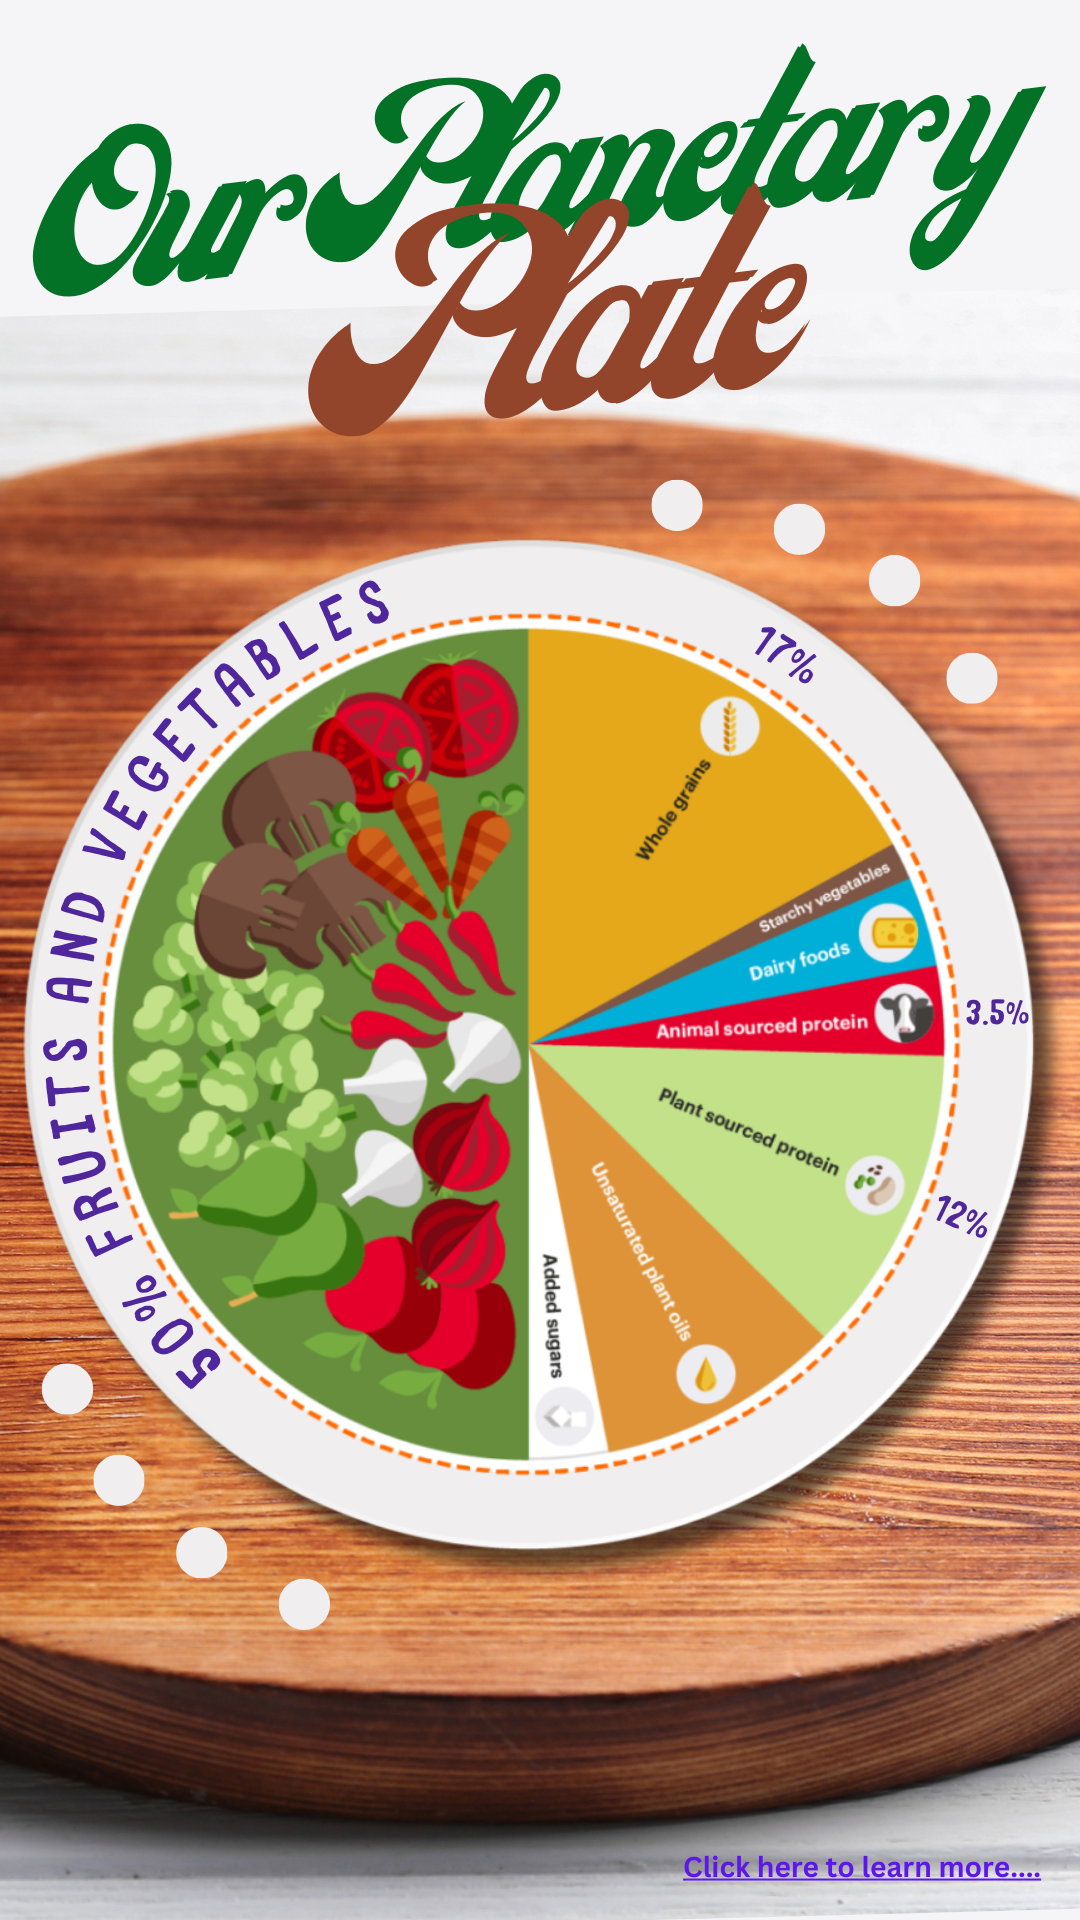 Our Planetary
Plate
50% FRUITS AND VEGETABLES
17%
Whole grains
Starchy vegetables
Dairy foods
Animal sourced protein
3.5%
Plant sourced protein
12%
Unsaturated plant oils
Added sugars
Click here to learn more....